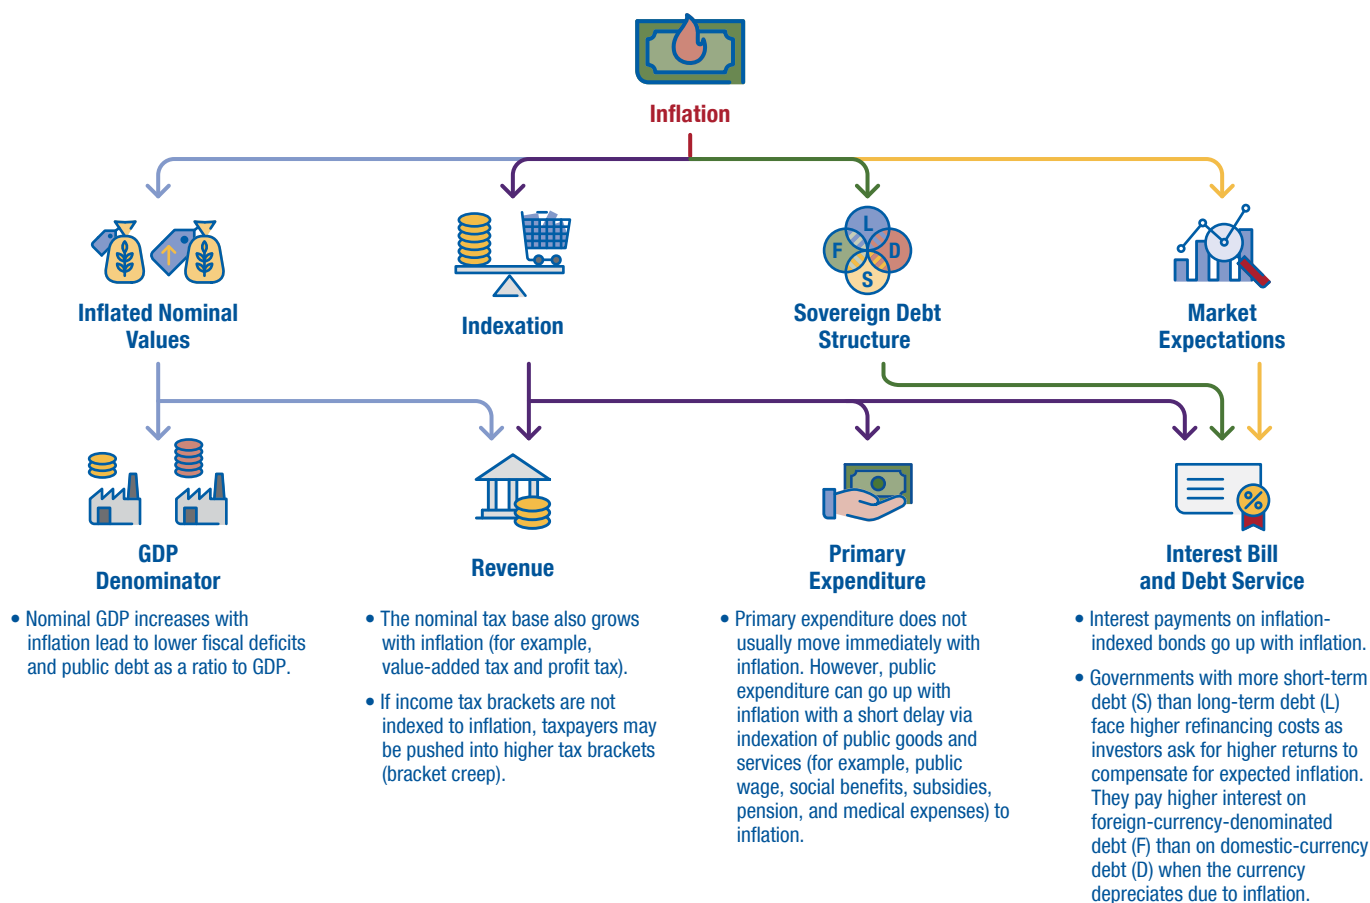 Inflation
Inflated Nominal
Values
Indexation
L
F
D
S
Sovereign Debt
Structure
Market
Expectations
GDP
Denominator
• Nominal GDP increases with
inflation lead to lower fiscal deficits
and public debt as a ratio to GDP.
Revenue
• The nominal tax base also grows
with inflation (for example,
value-added tax and profit tax).
• If income tax brackets are not
indexed to inflation, taxpayers may
be pushed into higher tax brackets
(bracket creep).
Primary
Expenditure
• Primary expenditure does not
usually move immediately with
inflation. However, public
expenditure can go up with
inflation with a short delay via
indexation of public goods and
services (for example, public
wage, social benefits, subsidies,
pension, and medical expenses) to
inflation.
%
Interest Bill
and Debt Service
• Interest payments on inflation-
indexed bonds go up with inflation.
• Governments with more short-term
debt (S) than long-term debt (L)
face higher refinancing costs as
investors ask for higher returns to
compensate for expected inflation.
They pay higher interest on
foreign-currency-denominated
debt (F) than on domestic-currency
debt (D) when the currency
depreciates due to inflation.